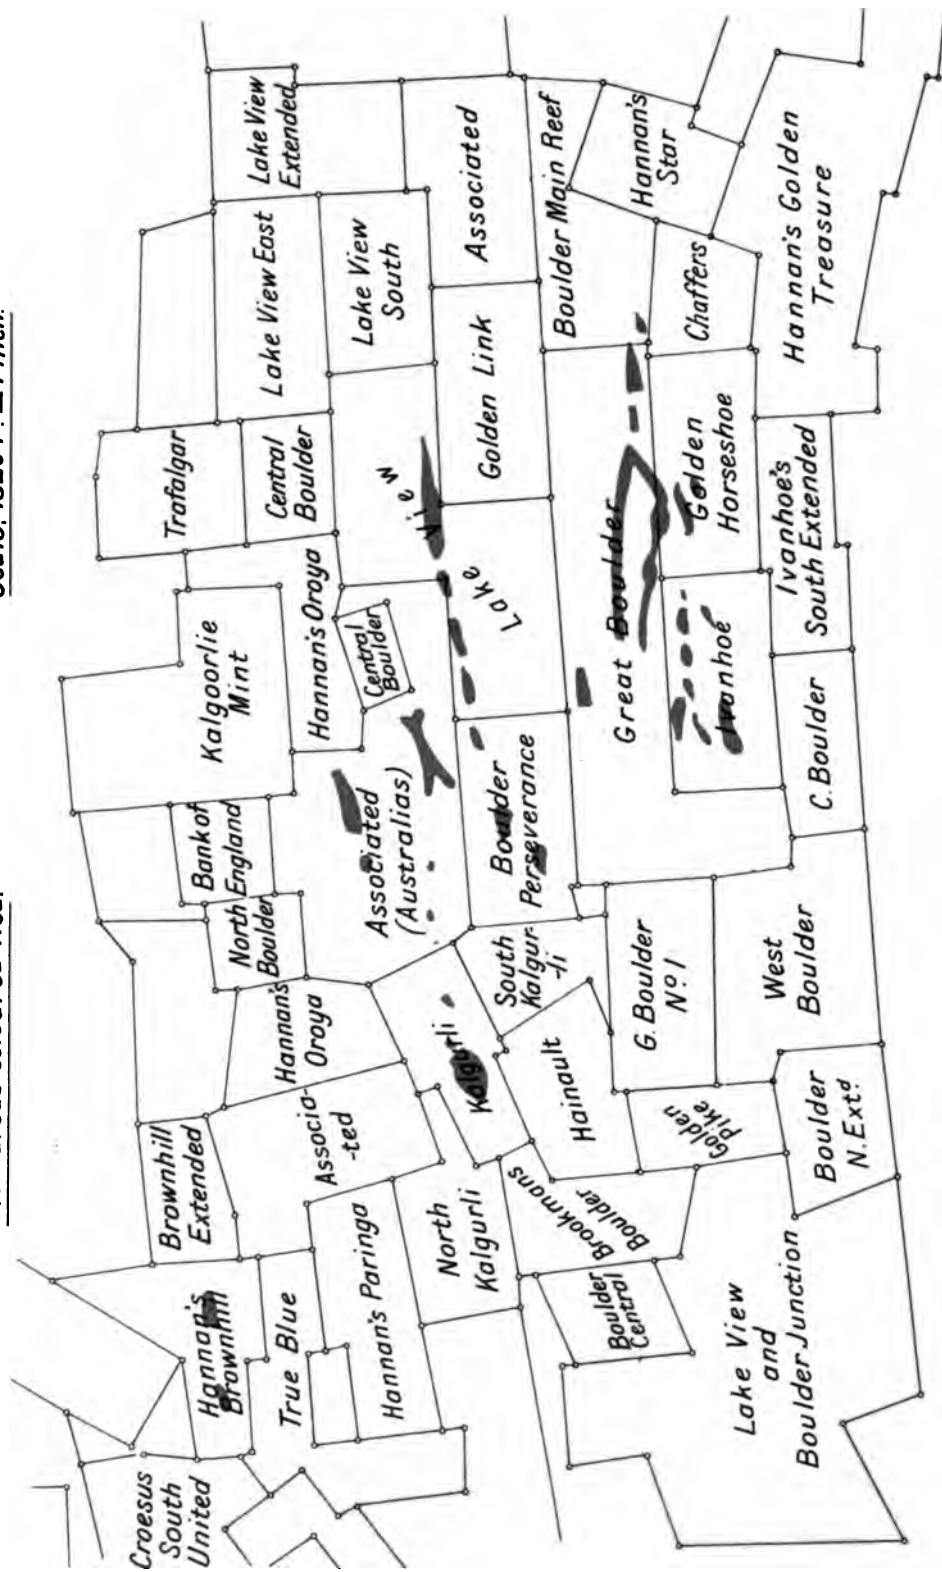 Croesus
South
United
Hannan's
Brownhill
True Blue
Hannan's Paringa
Brownhill
Extended
Associa-
-ted
North
Kalgurli
Boulder
Central
Brookmans
Boulder
Lake View
and
Boulder Junction
Hannan's
Oroya
Kalgurli
Hainault
Golden
Pike
Boulder
N. Extd.
North
Boulder
Bank of
England
South
Kalgur-
-li
G. Boulder
No 1
West
Boulder
Kalgoorlie
Mint
Hannan's Oroya
Central
Boulder
Associated
(Australias)
Boulder
Perseverance
Great Boulder
Ivanhoe
C. Boulder
Trafalgar
Central
Boulder
Lake View
Golden
Horseshoe
Ivanhoe's
South Extended
Lake View East
Lake View
South
Golden Link
Chaffers
Lake View
Extended
Associated
Boulder Main Reef
Hannan's
Star
Hannan's Golden
Treasure